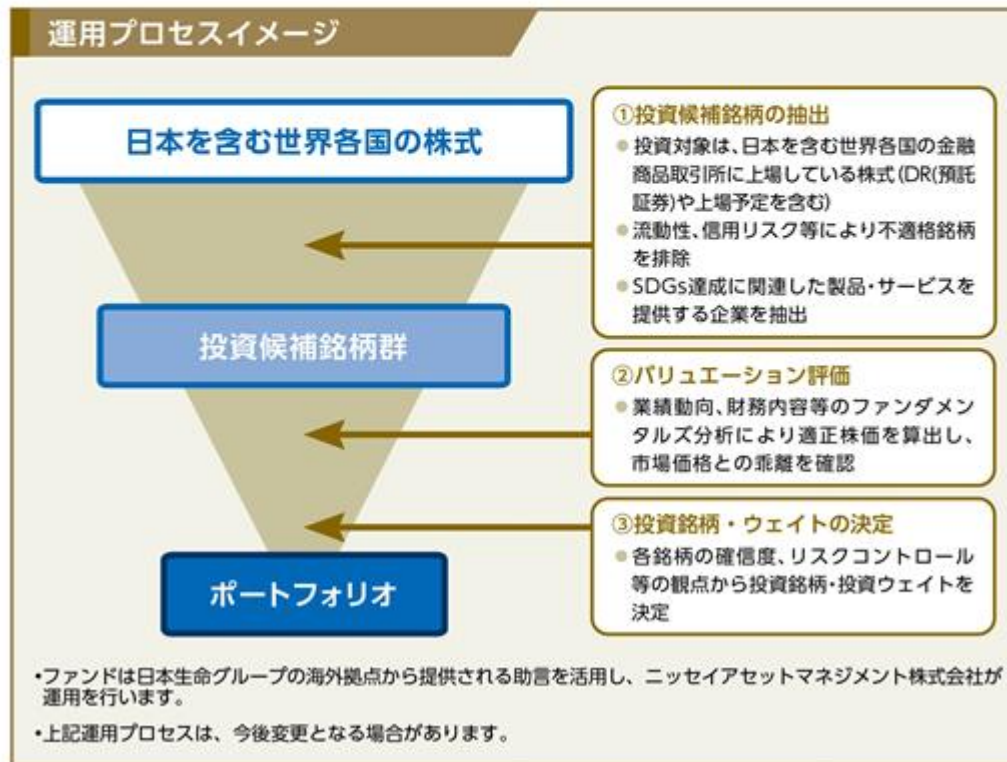 運用プロセスイメージ
日本を含む世界各国の株式
①投資候補銘柄の抽出
●投資対象は、日本を含む世界各国の金融
商品取引所に上場している株式(DR(預託
証券)や上場予定を含む)
●流動性、信用リスク等により不適格銘柄
を排除
●SDGs達成に関連した製品・サービスを
提供する企業を抽出
投資候補銘柄群
②バリュエーション評価
●業績動向、財務内容等のファンダメン
タルズ分析により適正株価を算出し、
市場価格との乖離を確認
③投資銘柄・ウェイトの決定
●各銘柄の確信度、リスクコントロール
等の観点から投資銘柄・投資ウェイトを
決定
ポートフォリオ
•ファンドは日本生命グループの海外拠点から提供される助言を活用し、ニッセイアセットマネジメント株式会社が
運用を行います。
•上記運用プロセスは、今後変更となる場合があります。